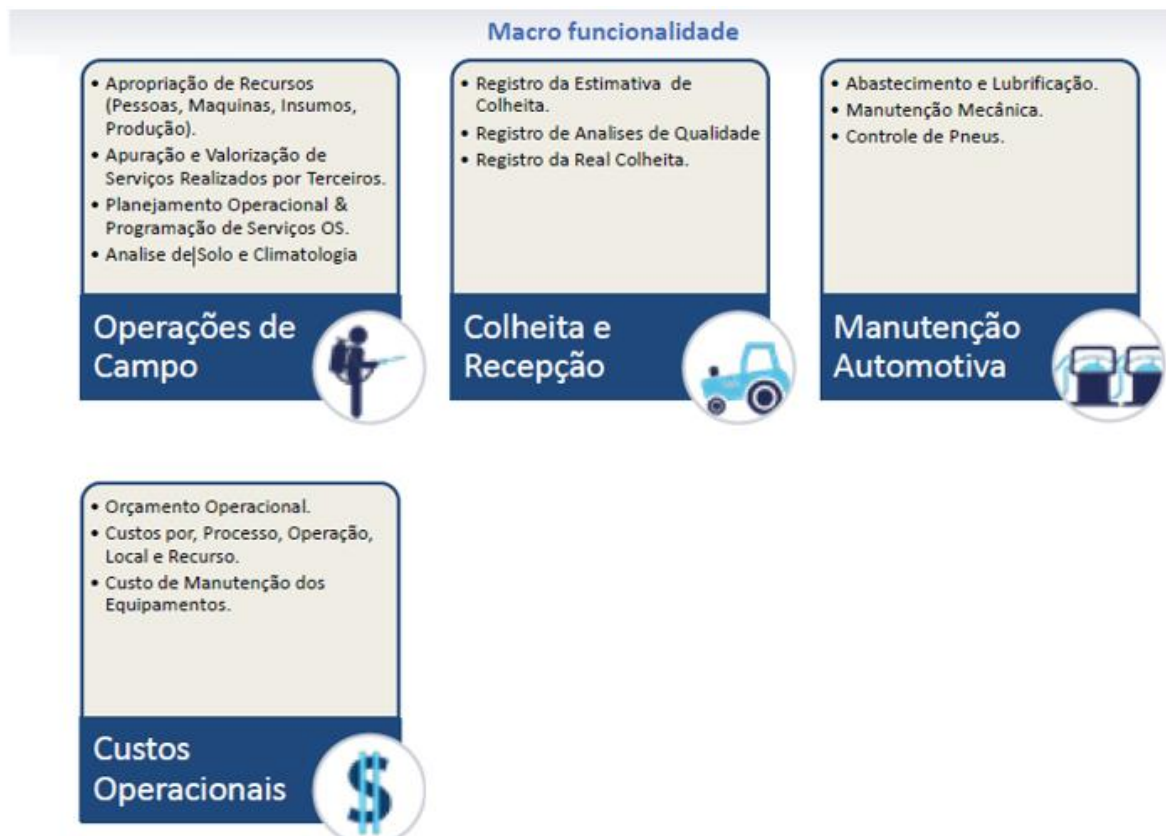 Macro funcionalidade
• Apropriação de Recursos
(Pessoas, Maquinas, Insumos,
Produção).
• Apuração e Valorização de
Serviços Realizados por Terceiros.
• Planejamento Operacional &
Programação de Serviços OS.
• Analise de|Solo e Climatologia
Operações de
Campo
• Registro da Estimativa de
Colheita.
• Registro de Analises de Qualidade
• Registro da Real Colheita.
Colheita e
Recepção
• Abastecimento e Lubrificação.
• Manutenção Mecânica.
• Controle de Pneus.
Manutenção
Automotiva
• Orçamento Operacional.
• Custos por, Processo, Operação,
Local e Recurso.
• Custo de Manutenção dos
Equipamentos.
Custos
Operacionais
$